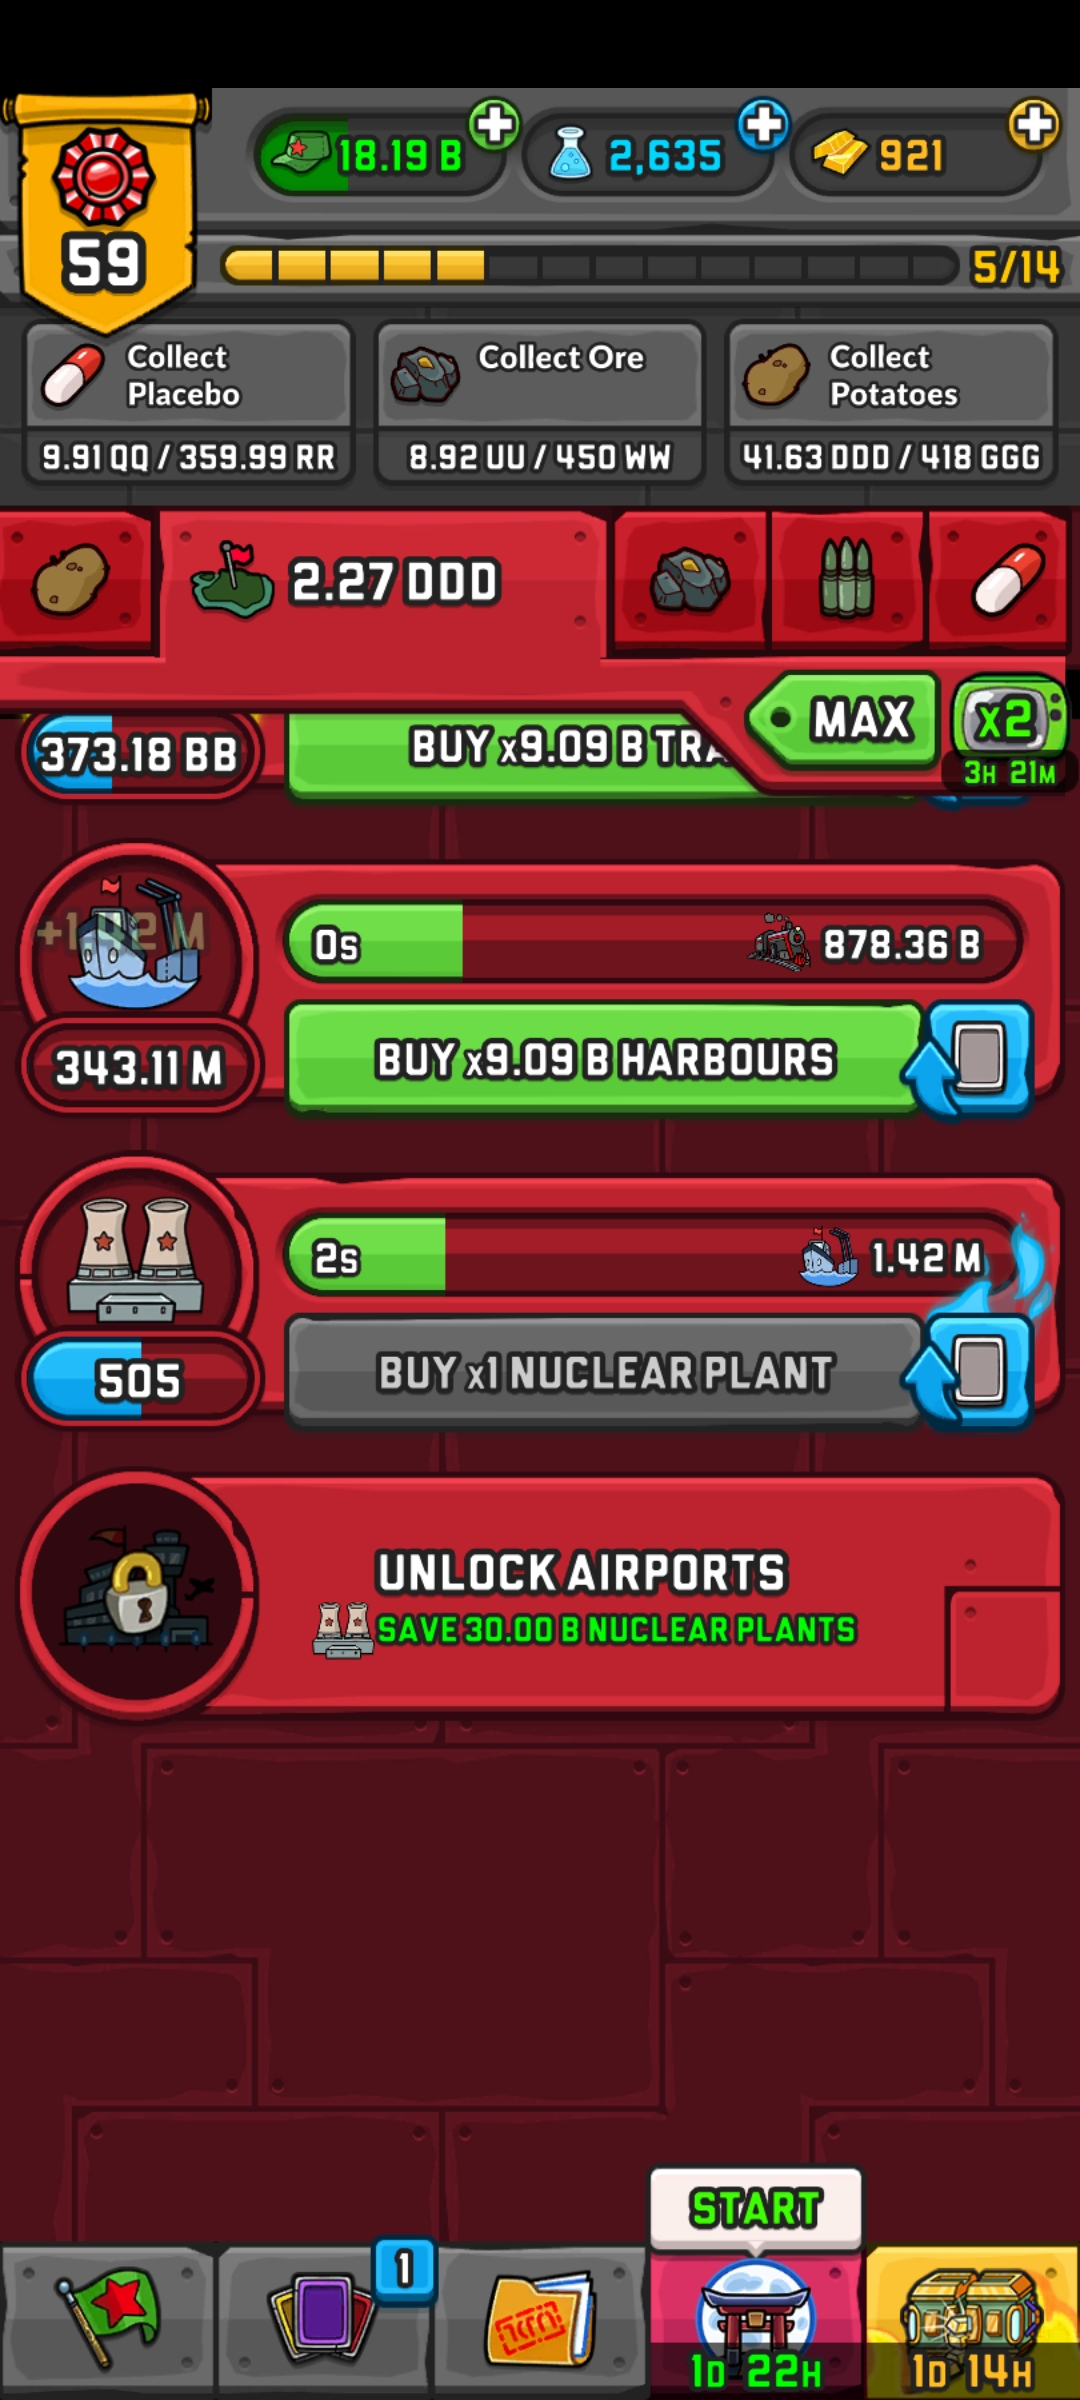 18.19 B
2,635
921
59
5/14
Collect
Placebo
Collect Ore
Collect
Potatoes
9.91 QQ / 359.99 RR
8.92 UU / 450 WW
41.63 DDD / 418 GGG
2.27 DDD
MAX
x2
3H 21M
373.18 BB
BUY x9.09 B TRA
0s
878.36 B
343.11 M
BUY x9.09 B HARBOURS
2s
1.42 M
505
BUY x1 NUCLEAR PLANT
UNLOCK AIRPORTS
SAVE 30.00 B NUCLEAR PLANTS
START
1
1D 22H
1D 14H